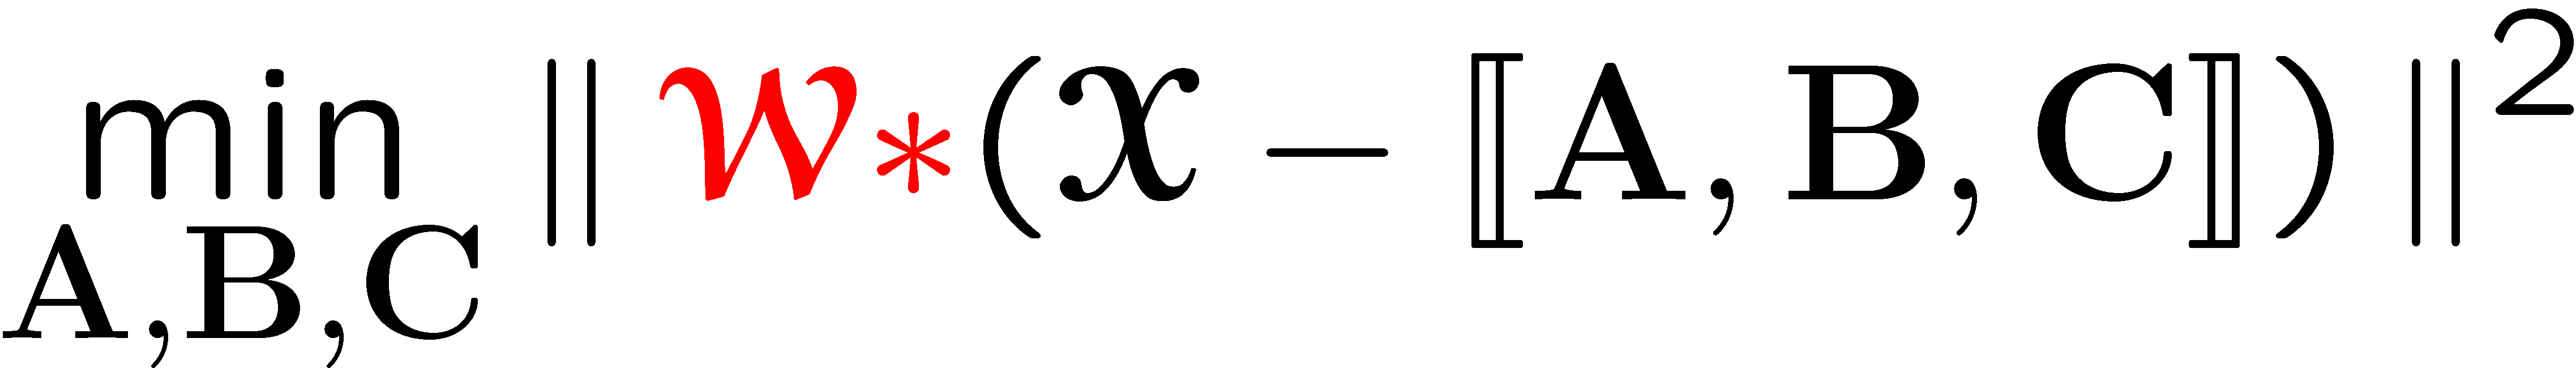 min ‖ 𝒲 * (𝒳 − ⟦A, B, C⟧) ‖²
A,B,C